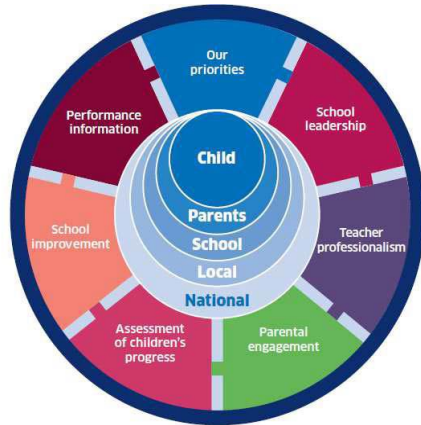 Our
priorities
School
leadership
Teacher
professionalism
Parental
engagement
Assessment
of children's
progress
School
improvement
Performance
information
Child
Parents
School
Local
National